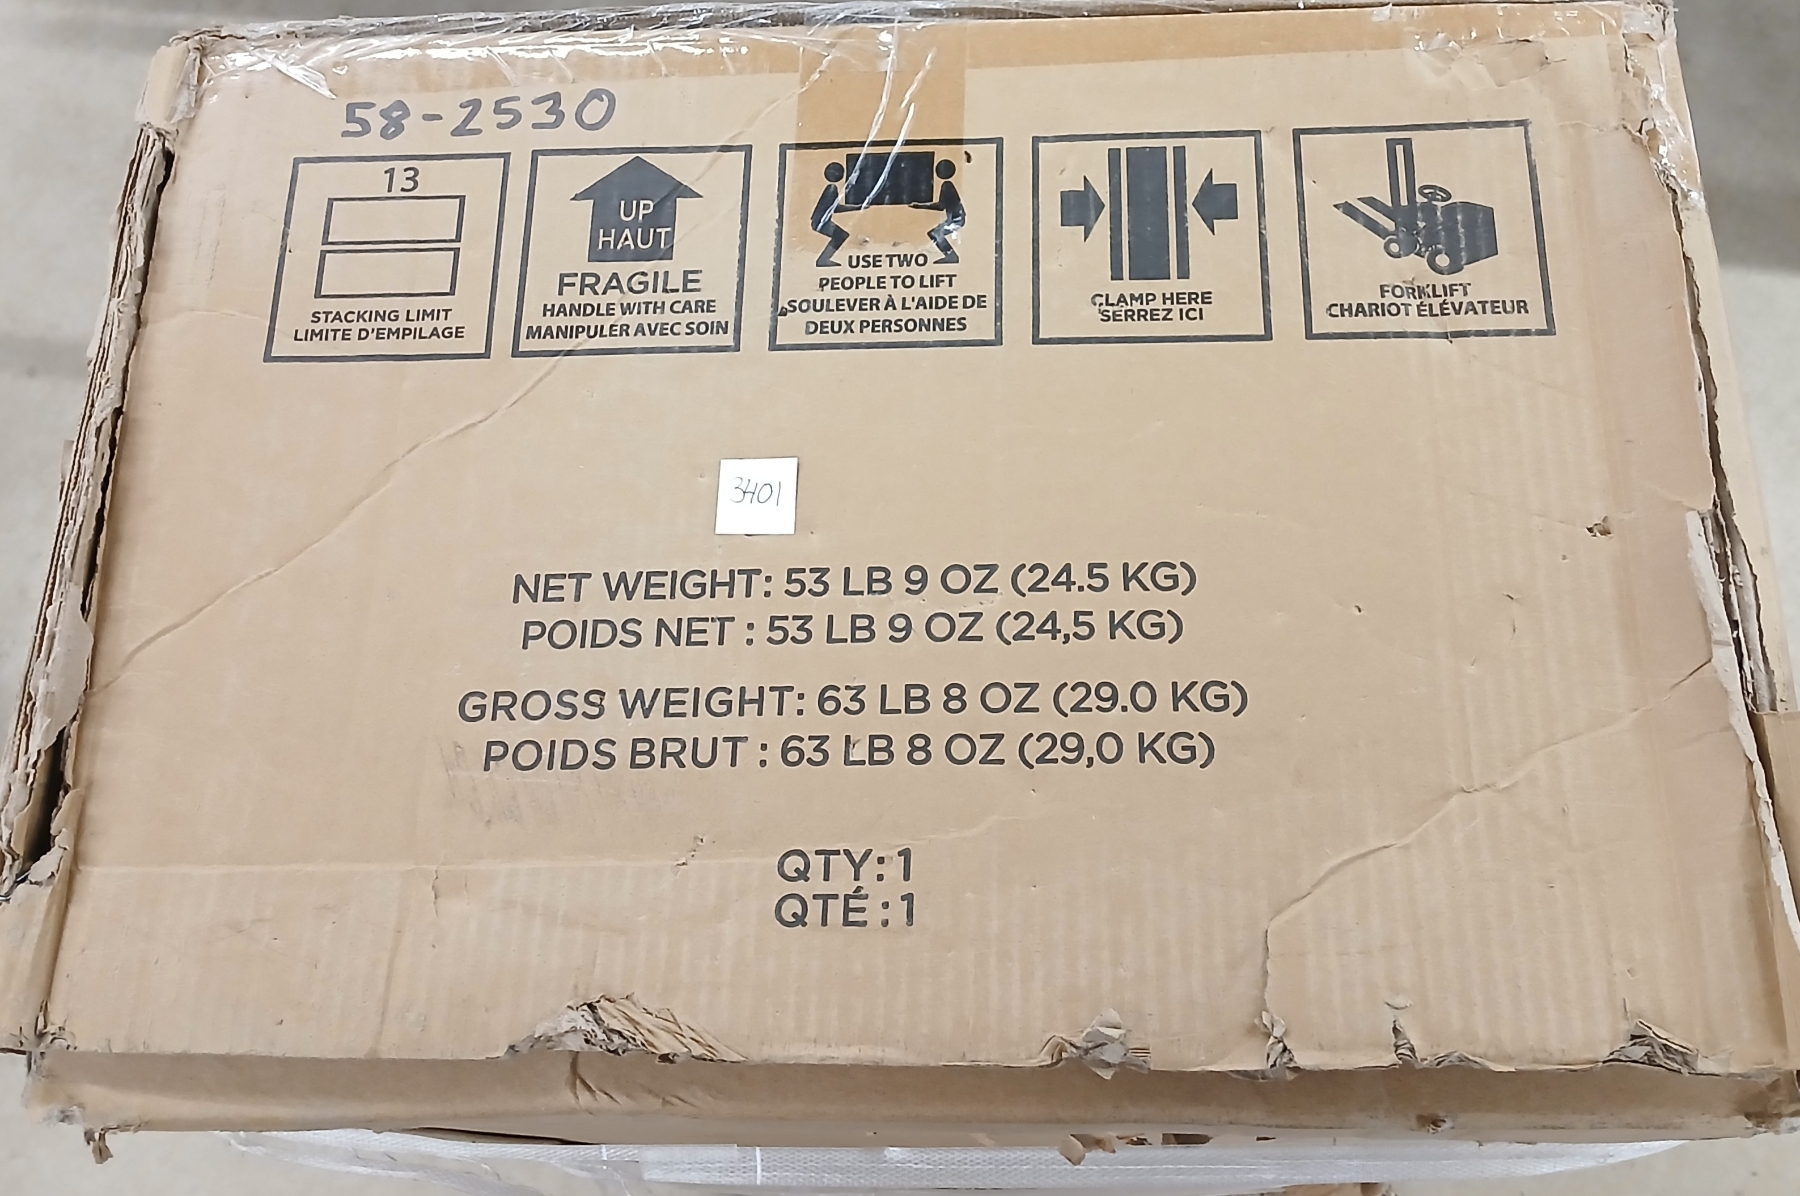 58-2530
13
STACKING LIMIT
LIMITE D'EMPILAGE
UP
HAUT
FRAGILE
HANDLE WITH CARE
MANIPULER AVEC SOIN
USE TWO
PEOPLE TO LIFT
SOULEVER À L'AIDE DE
DEUX PERSONNES
CLAMP HERE
SERREZ ICI
FORKLIFT
CHARIOT ÉLÉVATEUR
3401
NET WEIGHT: 53 LB 9 OZ (24.5 KG)
POIDS NET : 53 LB 9 OZ (24,5 KG)
GROSS WEIGHT: 63 LB 8 OZ (29.0 KG)
POIDS BRUT : 63 LB 8 OZ (29,0 KG)
QTY: 1
QTÉ : 1